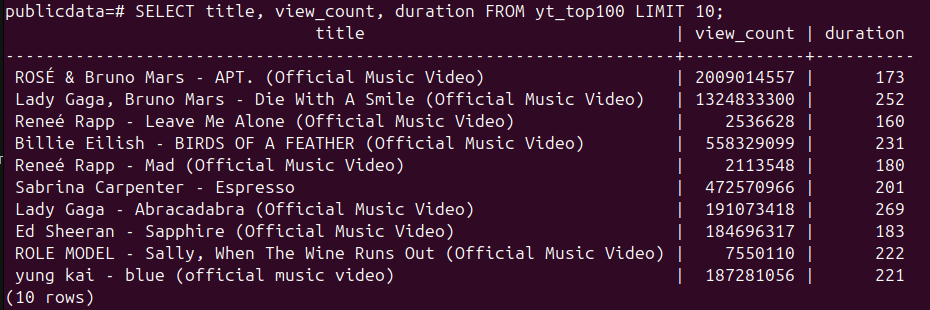 publicdata=# SELECT title, view_count, duration FROM yt_top100 LIMIT 10;
                             title                             | view_count | duration
---------------------------------------------------------------+------------+----------
 ROSÉ & Bruno Mars - APT. (Official Music Video)               | 2009014557 |      173
 Lady Gaga, Bruno Mars - Die With A Smile (Official Music Video)   | 1324833300 |      252
 Reneé Rapp - Leave Me Alone (Official Music Video)            |    2536628 |      160
 Billie Eilish - BIRDS OF A FEATHER (Official Music Video)     |  558329099 |      231
 Reneé Rapp - Mad (Official Music Video)                       |    2113548 |      180
 Sabrina Carpenter - Espresso                                  |  472570966 |      201
 Lady Gaga - Abracadabra (Official Music Video)                |  191073418 |      269
 Ed Sheeran - Sapphire (Official Music Video)                  |  184696317 |      183
 ROLE MODEL - Sally, When The Wine Runs Out (Official Music Video) |    7550110 |      222
 yung kai - blue (official music video)                        |  187281056 |      221
(10 rows)